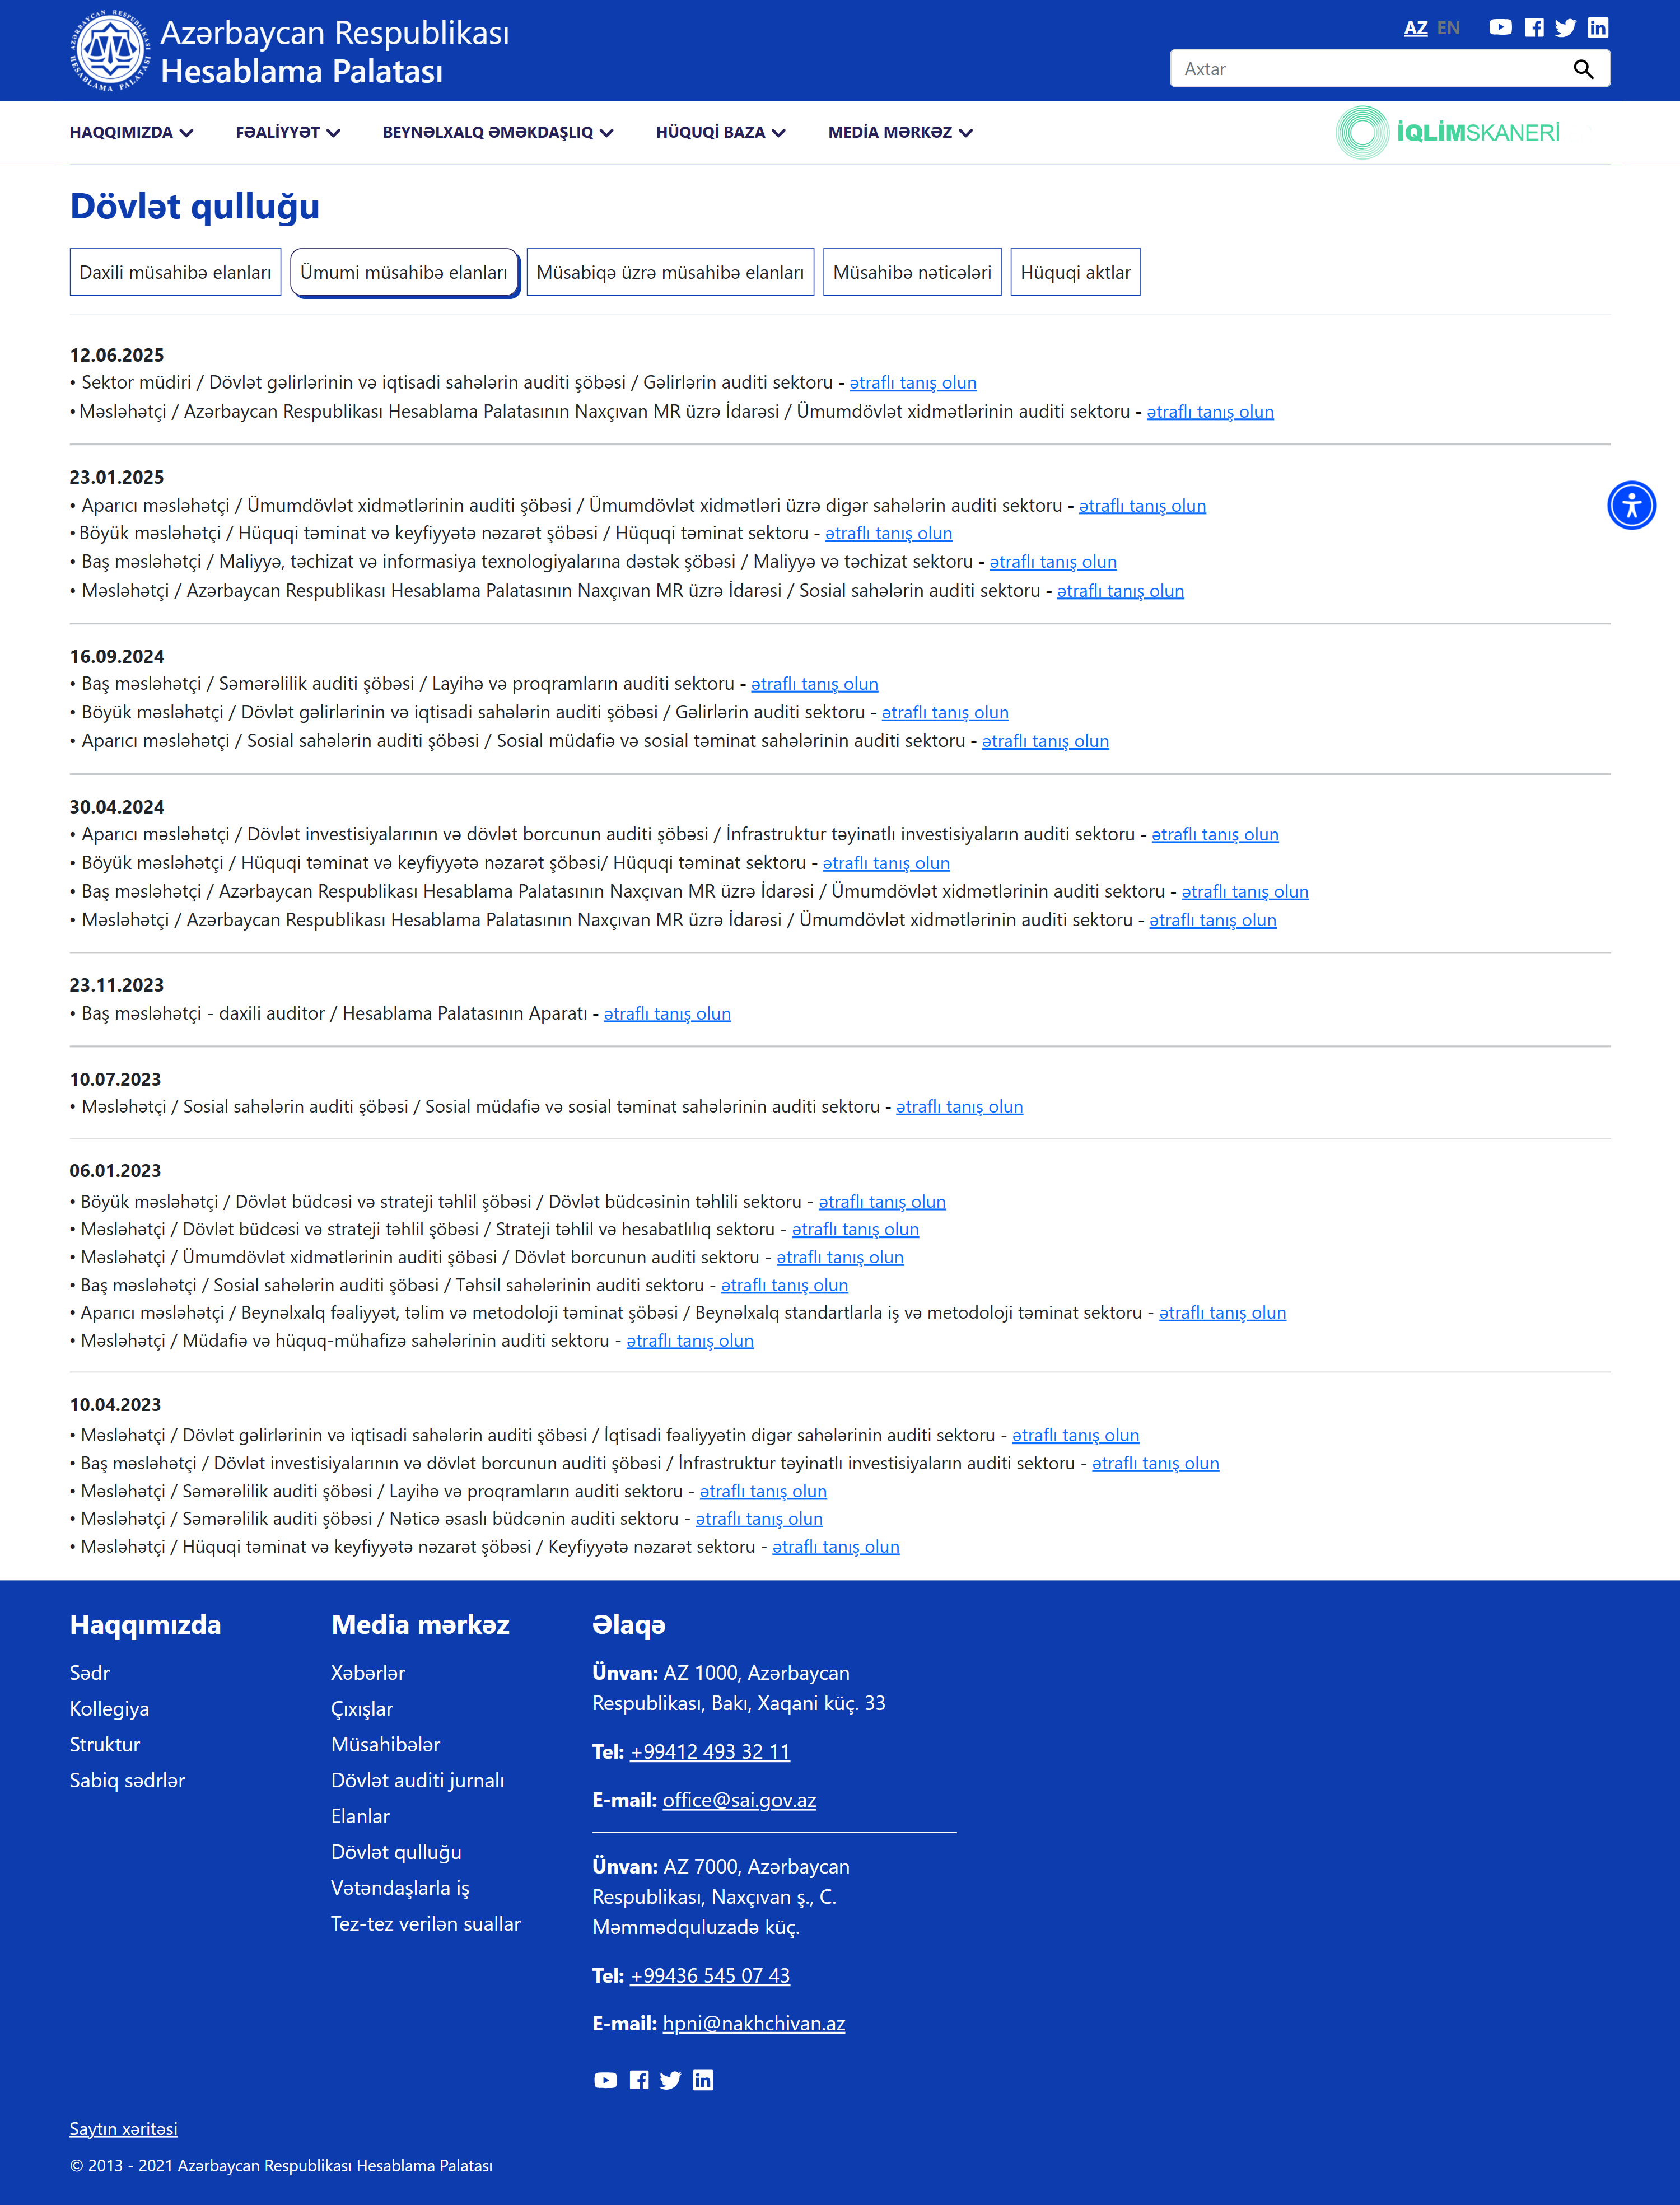 Azərbaycan Respublikası
Hesablama Palatası
AZƏRBAYCAN RESPUBLİKASI HESABLAMA PALATASI
AZ EN
Axtar
HAQQIMIZDA FƏALİYYƏT BEYNƏLXALQ ƏMƏKDAŞLIQ HÜQUQİ BAZA MEDİA MƏRKƏZ İQLİMSKANERİ
Dövlət qulluğu
Daxili müsahibə elanları Ümumi müsahibə elanları Müsabiqə üzrə müsahibə elanları Müsahibə nəticələri Hüquqi aktlar
12.06.2025
• Sektor müdiri / Dövlət gəlirlərinin və iqtisadi sahələrin auditi şöbəsi / Gəlirlərin auditi sektoru - ətraflı tanış olun
• Məsləhətçi / Azərbaycan Respublikası Hesablama Palatasının Naxçıvan MR üzrə İdarəsi / Ümumdövlət xidmətlərinin auditi sektoru - ətraflı tanış olun
23.01.2025
• Aparıcı məsləhətçi / Ümumdövlət xidmətlərinin auditi şöbəsi / Ümumdövlət xidmətləri üzrə digər sahələrin auditi sektoru - ətraflı tanış olun
• Böyük məsləhətçi / Hüquqi təminat və keyfiyyətə nəzarət şöbəsi / Hüquqi təminat sektoru - ətraflı tanış olun
• Baş məsləhətçi / Maliyyə, təchizat və informasiya texnologiyalarına dəstək şöbəsi / Maliyyə və təchizat sektoru - ətraflı tanış olun
• Məsləhətçi / Azərbaycan Respublikası Hesablama Palatasının Naxçıvan MR üzrə İdarəsi / Sosial sahələrin auditi sektoru - ətraflı tanış olun
16.09.2024
• Baş məsləhətçi / Səmərəlilik auditi şöbəsi / Layihə və proqramların auditi sektoru - ətraflı tanış olun
• Böyük məsləhətçi / Dövlət gəlirlərinin və iqtisadi sahələrin auditi şöbəsi / Gəlirlərin auditi sektoru - ətraflı tanış olun
• Aparıcı məsləhətçi / Sosial sahələrin auditi şöbəsi / Sosial müdafiə və sosial təminat sahələrinin auditi sektoru - ətraflı tanış olun
30.04.2024
• Aparıcı məsləhətçi / Dövlət investisiyalarının və dövlət borcunun auditi şöbəsi / İnfrastruktur təyinatlı investisiyaların auditi sektoru - ətraflı tanış olun
• Böyük məsləhətçi / Hüquqi təminat və keyfiyyətə nəzarət şöbəsi/ Hüquqi təminat sektoru - ətraflı tanış olun
• Baş məsləhətçi / Azərbaycan Respublikası Hesablama Palatasının Naxçıvan MR üzrə İdarəsi / Ümumdövlət xidmətlərinin auditi sektoru - ətraflı tanış olun
• Məsləhətçi / Azərbaycan Respublikası Hesablama Palatasının Naxçıvan MR üzrə İdarəsi / Ümumdövlət xidmətlərinin auditi sektoru - ətraflı tanış olun
23.11.2023
• Baş məsləhətçi - daxili auditor / Hesablama Palatasının Aparatı - ətraflı tanış olun
10.07.2023
• Məsləhətçi / Sosial sahələrin auditi şöbəsi / Sosial müdafiə və sosial təminat sahələrinin auditi sektoru - ətraflı tanış olun
06.01.2023
• Böyük məsləhətçi / Dövlət büdcəsi və strateji təhlil şöbəsi / Dövlət büdcəsinin təhlili sektoru - ətraflı tanış olun
• Məsləhətçi / Dövlət büdcəsi və strateji təhlil şöbəsi / Strateji təhlil və hesabatlılıq sektoru - ətraflı tanış olun
• Məsləhətçi / Ümumdövlət xidmətlərinin auditi şöbəsi / Dövlət borcunun auditi sektoru - ətraflı tanış olun
• Baş məsləhətçi / Sosial sahələrin auditi şöbəsi / Təhsil sahələrinin auditi sektoru - ətraflı tanış olun
• Aparıcı məsləhətçi / Beynəlxalq fəaliyyət, təlim və metodoloji təminat şöbəsi / Beynəlxalq standartlarla iş və metodoloji təminat sektoru - ətraflı tanış olun
• Məsləhətçi / Müdafiə və hüquq-mühafizə sahələrinin auditi sektoru - ətraflı tanış olun
10.04.2023
• Məsləhətçi / Dövlət gəlirlərinin və iqtisadi sahələrin auditi şöbəsi / İqtisadi fəaliyyətin digər sahələrinin auditi sektoru - ətraflı tanış olun
• Baş məsləhətçi / Dövlət investisiyalarının və dövlət borcunun auditi şöbəsi / İnfrastruktur təyinatlı investisiyaların auditi sektoru - ətraflı tanış olun
• Məsləhətçi / Səmərəlilik auditi şöbəsi / Layihə və proqramların auditi sektoru - ətraflı tanış olun
• Məsləhətçi / Səmərəlilik auditi şöbəsi / Nəticə əsaslı büdcənin auditi sektoru - ətraflı tanış olun
• Məsləhətçi / Hüquqi təminat və keyfiyyətə nəzarət şöbəsi / Keyfiyyətə nəzarət sektoru - ətraflı tanış olun
Haqqımızda
Sədr
Kollegiya
Struktur
Sabiq sədrlər
Media mərkəz
Xəbərlər
Çıxışlar
Müsahibələr
Dövlət auditi jurnalı
Elanlar
Dövlət qulluğu
Vətəndaşlarla iş
Tez-tez verilən suallar
Əlaqə
Ünvan: AZ 1000, Azərbaycan
Respublikası, Bakı, Xaqani küç. 33
Tel: +99412 493 32 11
E-mail: office@sai.gov.az
Ünvan: AZ 7000, Azərbaycan
Respublikası, Naxçıvan ş., C.
Məmmədquluzadə küç.
Tel: +99436 545 07 43
E-mail: hpni@nakhchivan.az
Saytın xəritəsi
© 2013 - 2021 Azərbaycan Respublikası Hesablama Palatası